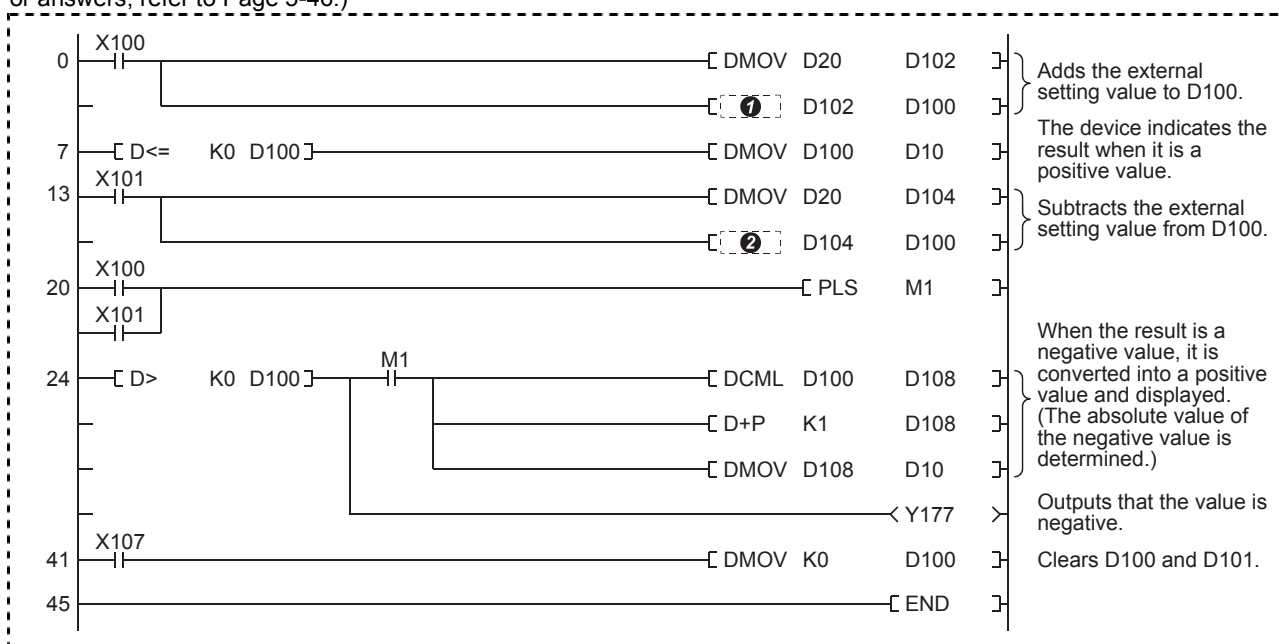 or answers, refer to Page 5-46.)
X100
0 DMOV D20 D102
Adds the external
setting value to D100.
❶ D102 D100
7 D<= K0 D100 DMOV D100 D10
The device indicates the
result when it is a
positive value.
X101
13 DMOV D20 D104
Subtracts the external
setting value from D100.
❷ D104 D100
X100
20 PLS M1
X101
24 D> K0 D100 M1 DCML D100 D108
D+P K1 D108
DMOV D108 D10
When the result is a
negative value, it is
converted into a positive
value and displayed.
(The absolute value of
the negative value is
determined.)
Y177
Outputs that the value is
negative.
X107
41 DMOV K0 D100
Clears D100 and D101.
45 END